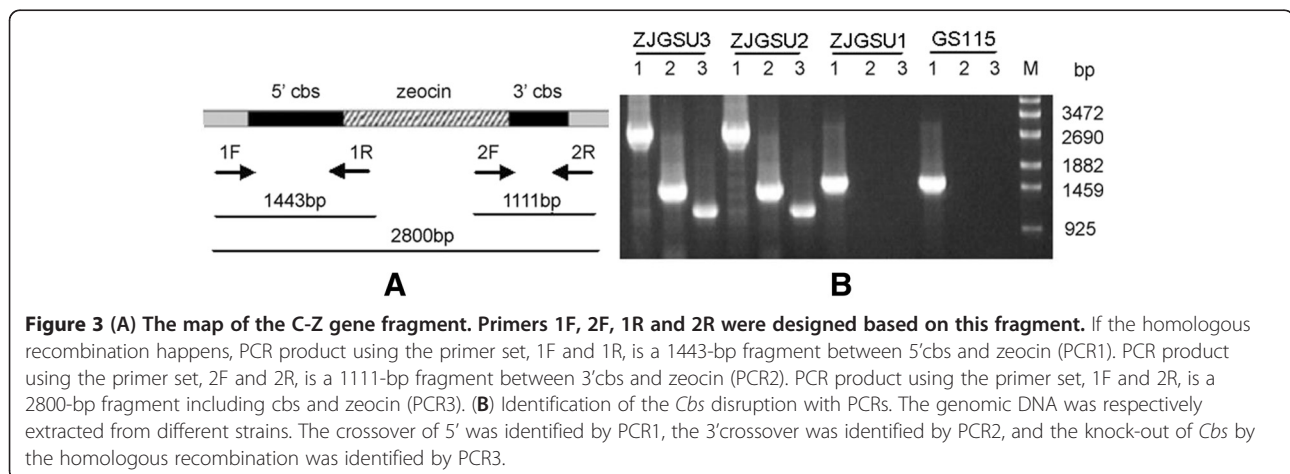 ZJGSU3 ZJGSU2 ZJGSU1 GS115
1 2 3 1 2 3 1 2 3 1 2 3 M bp
5' cbs zeocin 3' cbs
1F 1R 2F 2R
1443bp 1111bp
2800bp
3472
2690
1882
1459
925
A B
Figure 3 (A) The map of the C-Z gene fragment. Primers 1F, 2F, 1R and 2R were designed based on this fragment. If the homologous
recombination happens, PCR product using the primer set, 1F and 1R, is a 1443-bp fragment between 5'cbs and zeocin (PCR1). PCR product
using the primer set, 2F and 2R, is a 1111-bp fragment between 3'cbs and zeocin (PCR2). PCR product using the primer set, 1F and 2R, is a
2800-bp fragment including cbs and zeocin (PCR3). (B) Identification of the Cbs disruption with PCRs. The genomic DNA was respectively
extracted from different strains. The crossover of 5' was identified by PCR1, the 3'crossover was identified by PCR2, and the knock-out of Cbs by
the homologous recombination was identified by PCR3.